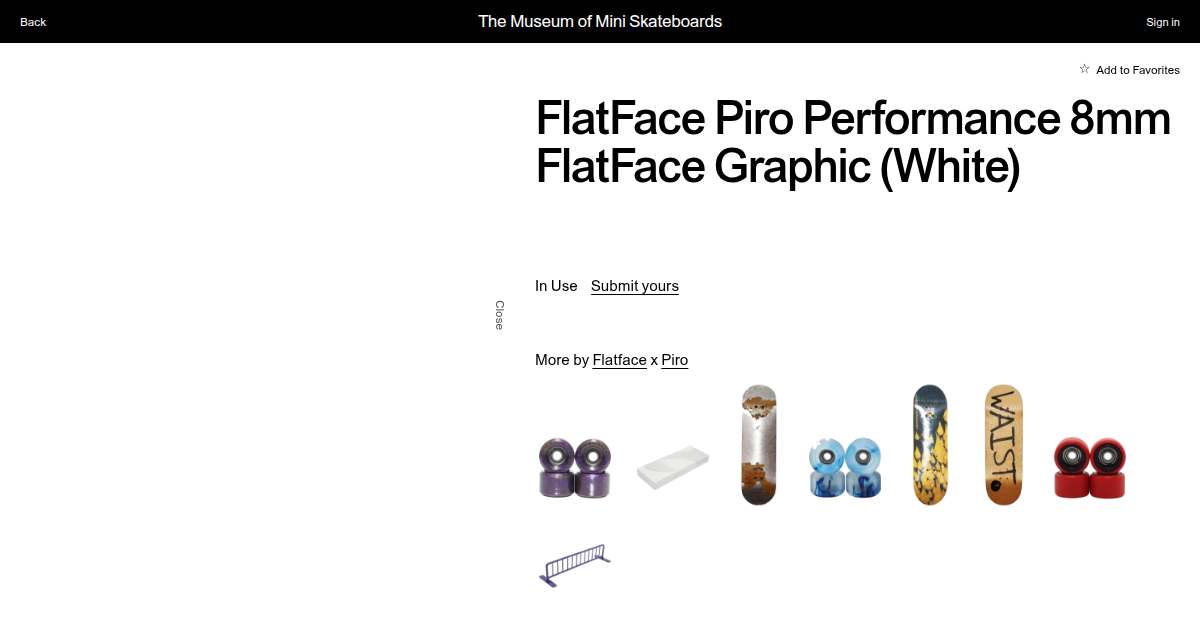 Back
The Museum of Mini Skateboards
Sign in
☆ Add to Favorites
FlatFace Piro Performance 8mm
FlatFace Graphic (White)
In Use Submit yours
Close
More by Flatface x Piro
WAIST.